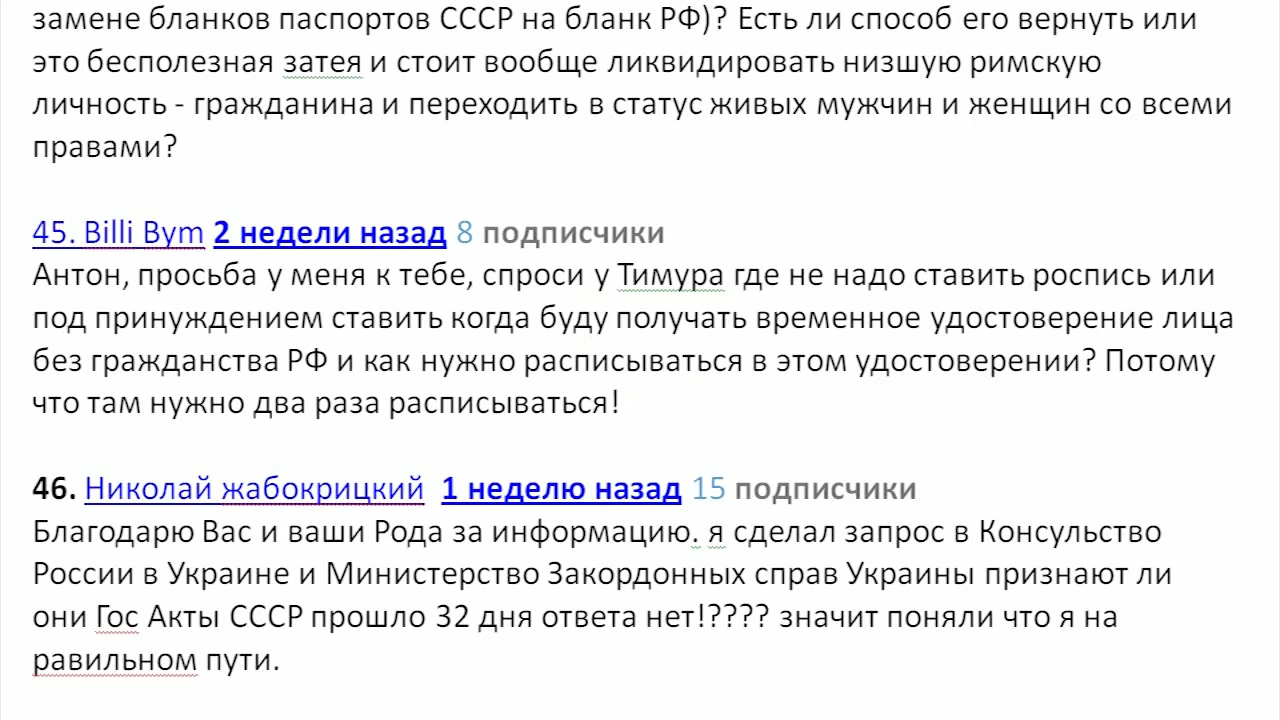 замене бланков паспортов СССР на бланк РФ)? Есть ли способ его вернуть или
это бесполезная затея и стоит вообще ликвидировать низшую римскую
личность - гражданина и переходить в статус живых мужчин и женщин со всеми
правами?
45. Billi Bym 2 недели назад 8 подписчики
Антон, просьба у меня к тебе, спроси у Тимура где не надо ставить роспись или
под принуждением ставить когда буду получать временное удостоверение лица
без гражданства РФ и как нужно расписываться в этом удостоверении? Потому
что там нужно два раза расписываться!
46. Николай жабокрицкий 1 неделю назад 15 подписчики
Благодарю Вас и ваши Рода за информацию. я сделал запрос в Консульство
России в Украине и Министерство Закордонных справ Украины признают ли
они Гос Акты СССР прошло 32 дня ответа нет!???? значит поняли что я на
равильном пути.